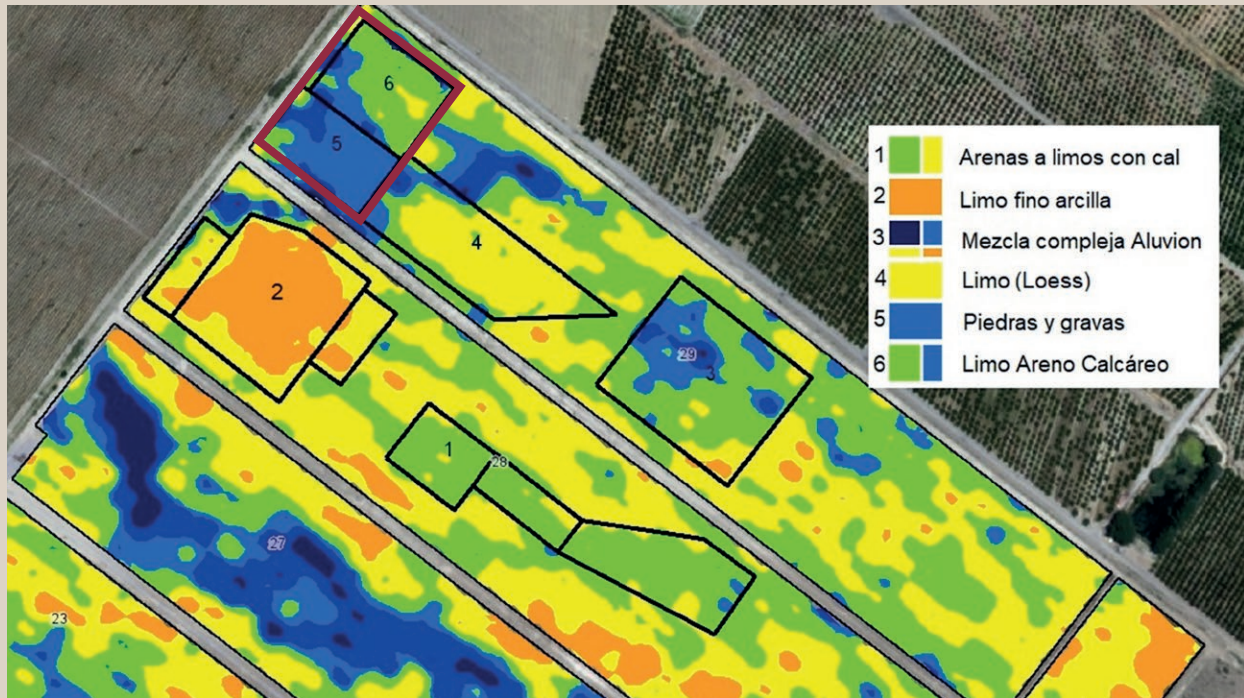 6
5
4
2
29
3
1
28
27
23
1 Arenas a limos con cal
2 Limo fino arcilla
3 Mezcla compleja Aluvion
4 Limo (Loess)
5 Piedras y gravas
6 Limo Areno Calcáreo